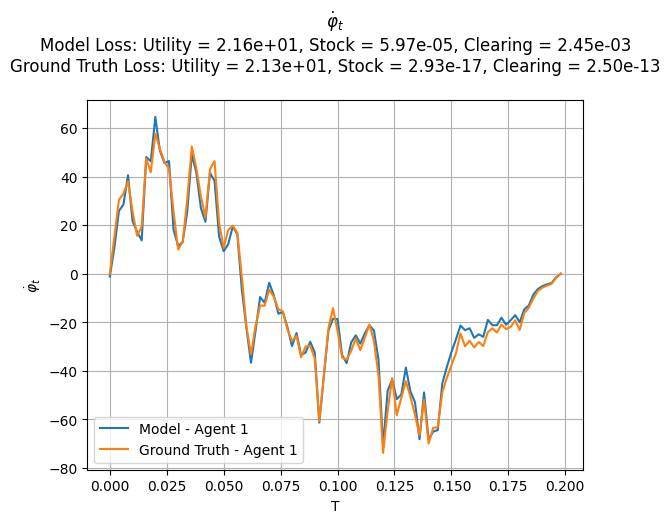 φ̇ₜ
Model Loss: Utility = 2.16e+01, Stock = 5.97e-05, Clearing = 2.45e-03
Ground Truth Loss: Utility = 2.13e+01, Stock = 2.93e-17, Clearing = 2.50e-13
60
40
20
0
−20
−40
−60
−80
φ̇ₜ
Model - Agent 1
Ground Truth - Agent 1
0.000 0.025 0.050 0.075 0.100 0.125 0.150 0.175 0.200
T